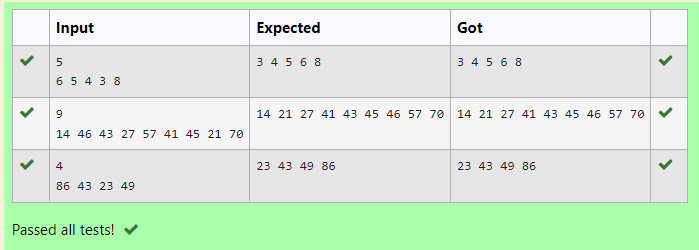 Input Expected Got
5 3 4 5 6 8 3 4 5 6 8
6 5 4 3 8
9 14 21 27 41 43 45 46 57 70 14 21 27 41 43 45 46 57 70
14 46 43 27 57 41 45 21 70
4 23 43 49 86 23 43 49 86
86 43 23 49
Passed all tests!